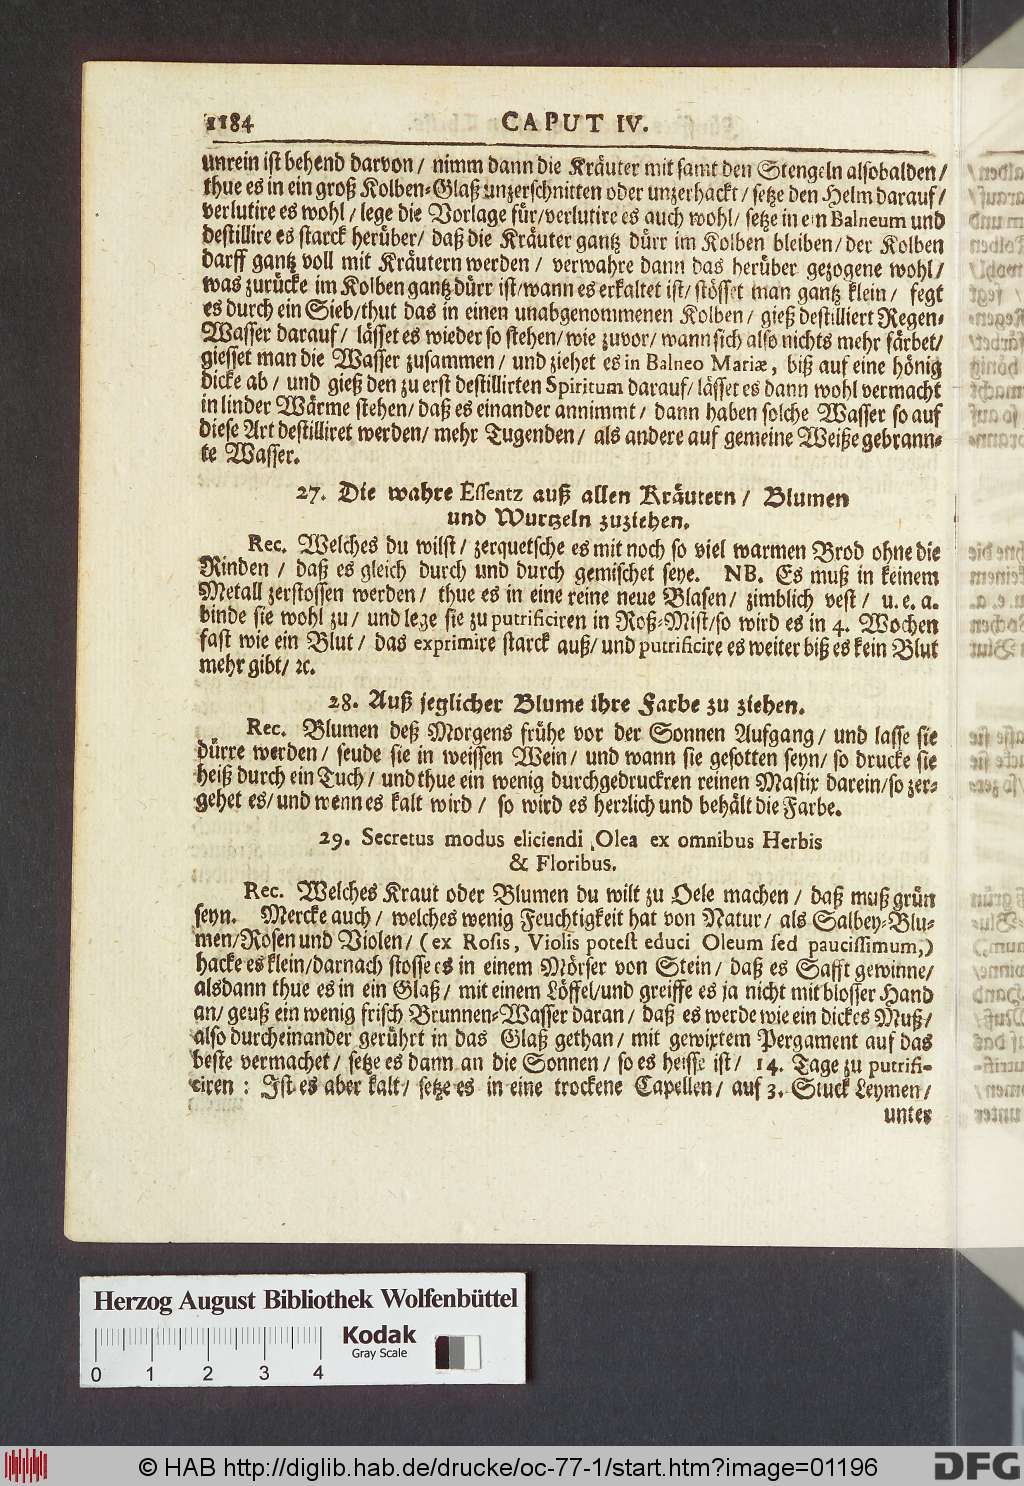 1184 CAPUT IV.
unrein ist behend darvon / nimm dann die Kräuter mit samt den Stengeln alsobalden /
thue es in ein groß Kolben-Glaß unzerschnitten oder unzerhackt / setze den Helm darauf /
verlutire es wohl / lege die Vorlage für / verlutire es auch wohl / setze in ein Balneum und
destillire es starck herüber / daß die Kräuter gantz dürr im Kolben bleiben / der Kolben
darff gantz voll mit Kräutern werden / verwahre dann das herüber gezogene wohl /
was zurücke im Kolben gantz dürr ist / wann es erkaltet ist / stösset man gantz klein / fegt
es durch ein Sieb / thut das in einen unabgenommenen Kolben / gieß destilliert Regen-
Wasser darauf / lässet es wieder so stehen / wie zuvor / wann sich also nichts mehr färbet /
giesset man die Wasser zusammen / und ziehet es in Balneo Mariæ, biß auf eine hönig
dicke ab / und gieß den zu erst destillirten Spiritum darauf / lässet es dann wohl vermacht
in linder Wärme stehen / daß es einander annimmt / dann haben solche Wasser so auf
diese Art destilliret werden / mehr Tugenden / als andere auf gemeine Weiße gebrann-
te Wasser.
27. Die wahre Essentz auß allen Kräutern / Blumen
und Wurtzeln zuziehen.
Rec. Welches du wilst / zerquetsche es mit noch so viel warmen Brod ohne die
Rinden / daß es gleich durch und durch gemischet seye. NB. Es muß in keinem
Metall zerstossen werden / thue es in eine reine neue Blasen / zimblich vest / u. e. a.
binde sie wohl zu / und lege sie zu putrificiren in Roß-Mist / so wird es in 4. Wochen
fast wie ein Blut / das exprimire starck auß / und putrificire es weiter biß es kein Blut
mehr gibt / ꝛc.
28. Auß jeglicher Blume ihre Farbe zu ziehen.
Rec. Blumen deß Morgens frühe vor der Sonnen Aufgang / und lasse sie
dürre werden / seude sie in weissen Wein / und wann sie gesotten seyn / so drucke sie
heiß durch ein Tuch / und thue ein wenig durchgedruckren reinen Mastix darein / so zer-
gehet es / und wenn es kalt wird / so wird es herrlich und behält die Farbe.
29. Secretus modus eliciendi Olea ex omnibus Herbis
& Floribus.
Rec. Welches Kraut oder Blumen du wilt zu Oele machen / daß muß grün
seyn. Mercke auch / welches wenig Feuchtigkeit hat von Natur / als Salbey-Blu-
men / Rosen und Violen / (ex Rosis, Violis potest educi Oleum sed paucissimum,)
hacke es klein / darnach stosse es in einem Mörser von Stein / daß es Safft gewinne /
alsdann thue es in ein Glaß / mit einem Löffel / und greiffe es ja nicht mit blosser Hand
an / geuß ein wenig frisch Brunnen-Wasser daran / daß es werde wie ein dickes Muß /
also durcheinander gerührt in das Glaß gethan / mit gewixtem Pergament auf das
beste vermachet / setze es dann an die Sonnen / so es heisse ist / 14. Tage zu putrifi-
ciren : Ist es aber kalt / setze es in eine trockene Capellen / auf 3. Stuck Leymen /
unter
Herzog August Bibliothek Wolfenbüttel
Kodak
Gray Scale
0 1 2 3 4
© HAB http://diglib.hab.de/drucke/oc-77-1/start.htm?image=01196
DFG